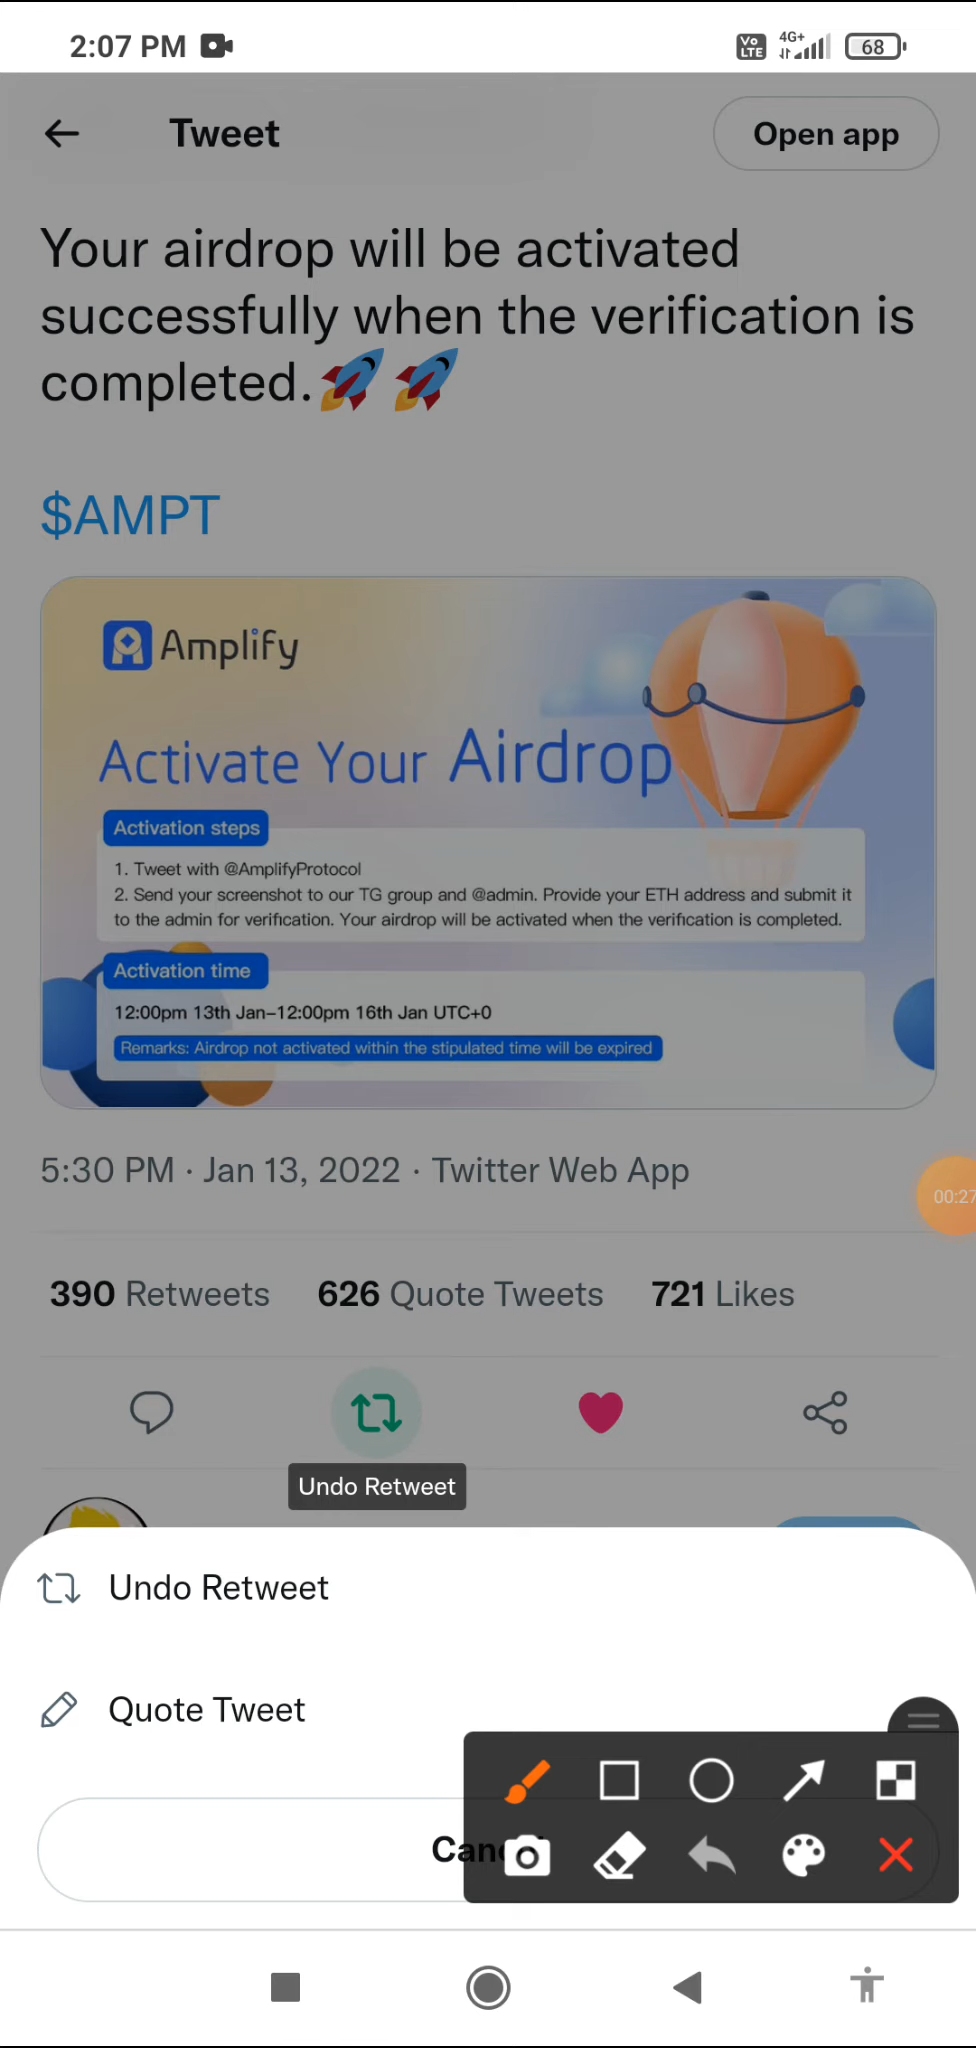 2:07 PM
Vo LTE 4G+ 68
Tweet
Open app
Your airdrop will be activated
successfully when the verification is
completed.🚀🚀
$AMPT
Amplify
Activate Your Airdrop
Activation steps
1. Tweet with @AmplifyProtocol
2. Send your screenshot to our TG group and @admin. Provide your ETH address and submit it
to the admin for verification. Your airdrop will be activated when the verification is completed.
Activation time
12:00pm 13th Jan–12:00pm 16th Jan UTC+0
Remarks: Airdrop not activated within the stipulated time will be expired
5:30 PM · Jan 13, 2022 · Twitter Web App
00:27
390 Retweets 626 Quote Tweets 721 Likes
Undo Retweet
Undo Retweet
Quote Tweet